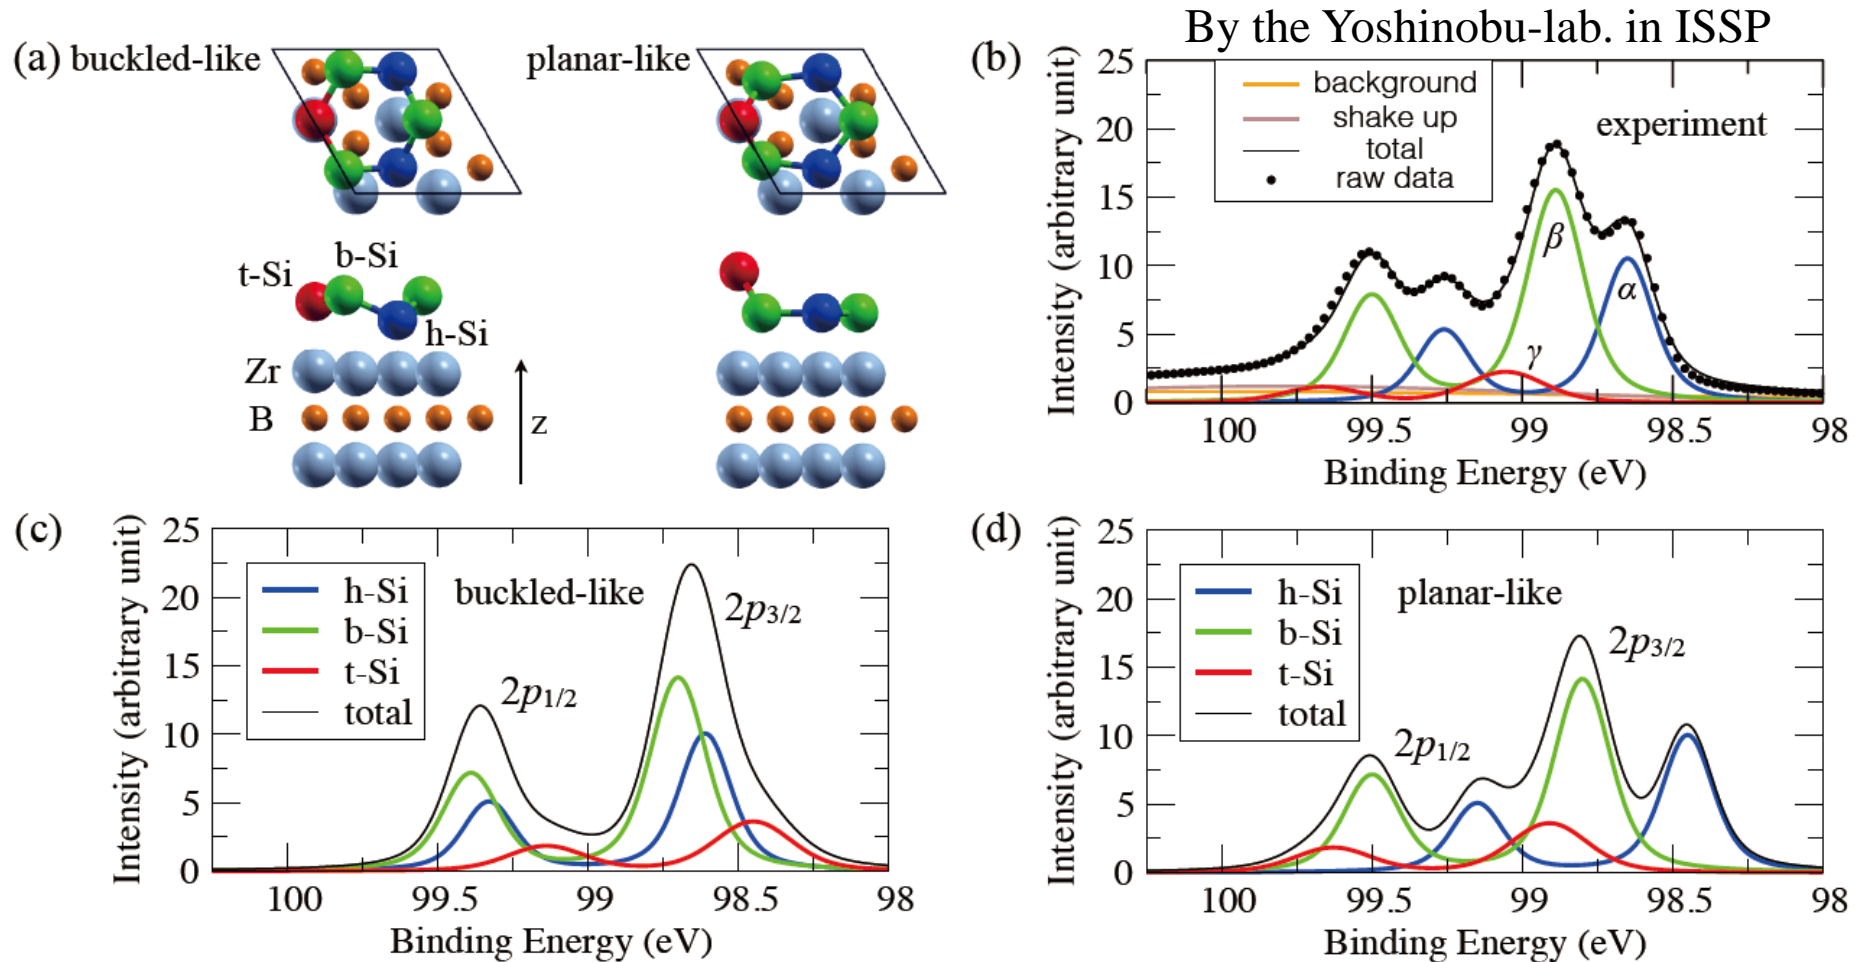 By the Yoshinobu-lab. in ISSP
(a) buckled-like
planar-like
t-Si
b-Si
h-Si
Zr
B
z
(b)
25
20
15
10
5
0
Intensity (arbitrary unit)
background
shake up
total
raw data
experiment
β
α
γ
100
99.5
99
98.5
98
Binding Energy (eV)
(c)
25
20
15
10
5
0
Intensity (arbitrary unit)
h-Si
b-Si
t-Si
total
buckled-like
2p3/2
2p1/2
100
99.5
99
98.5
98
Binding Energy (eV)
(d)
25
20
15
10
5
0
Intensity (arbitrary unit)
h-Si
b-Si
t-Si
total
planar-like
2p3/2
2p1/2
100
99.5
99
98.5
98
Binding Energy (eV)